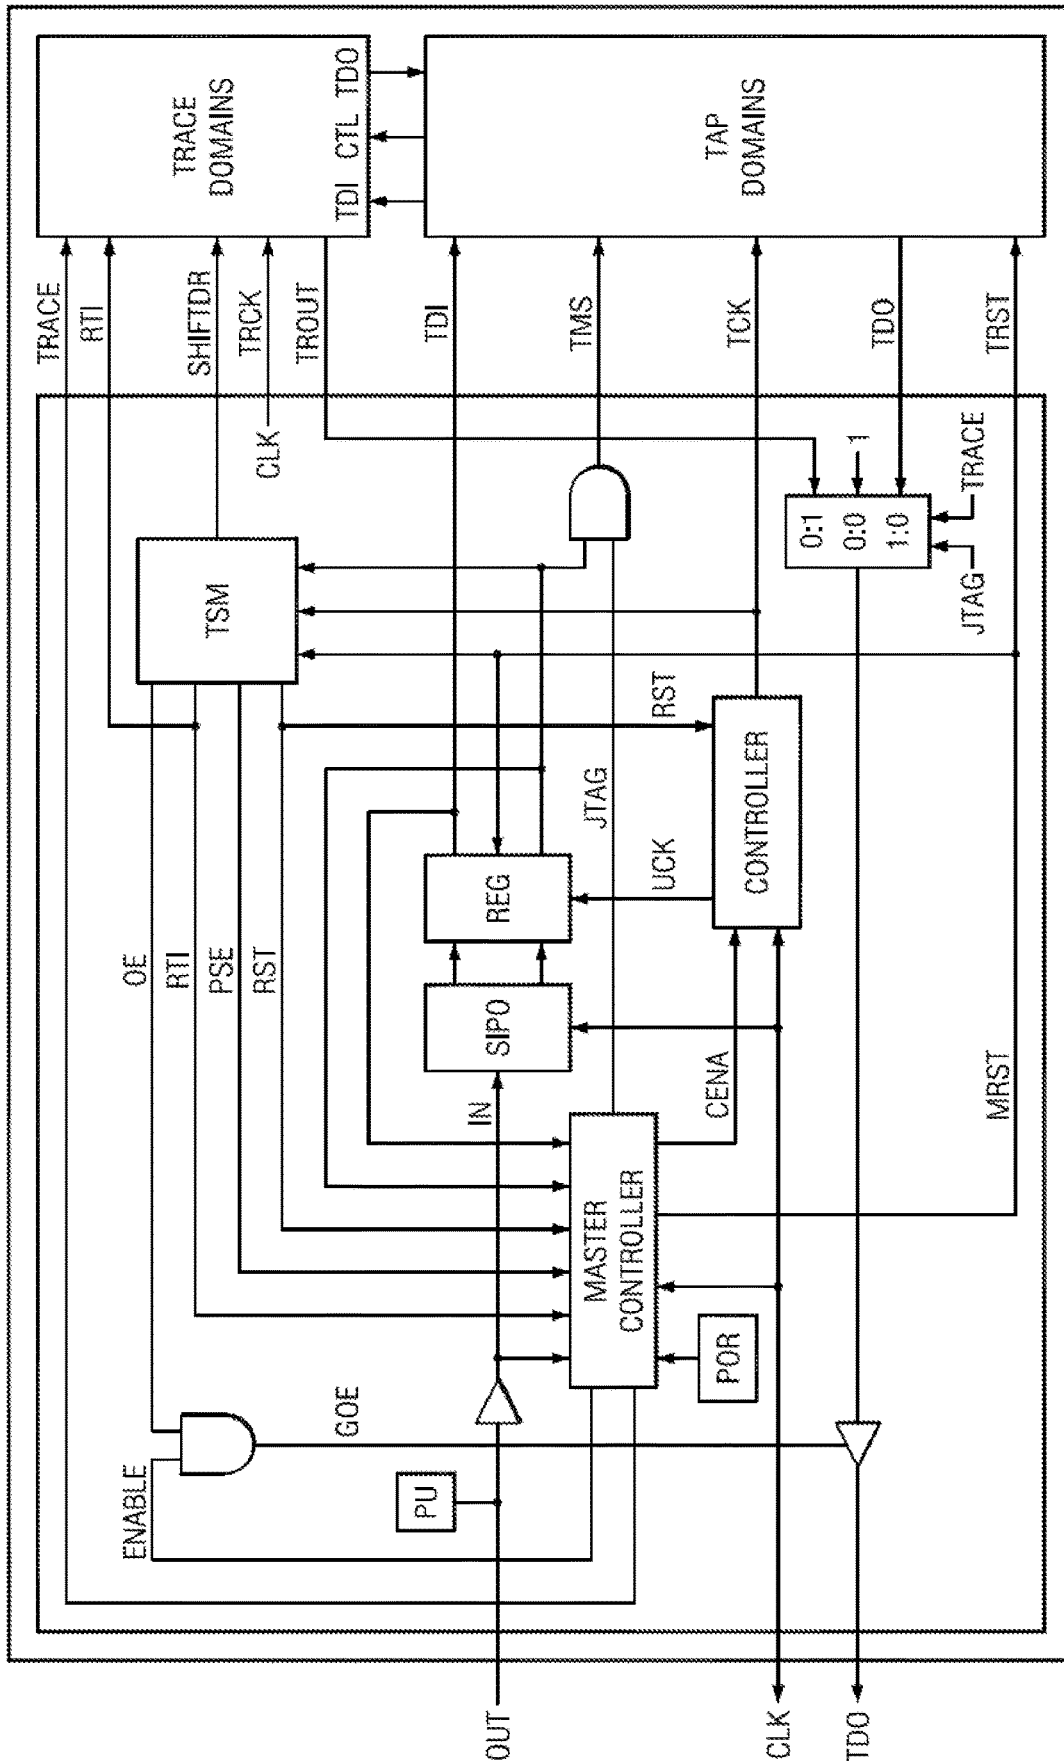 TRACE
DOMAINS
TDI
CTL
TDO
TAP
DOMAINS
TRACE
RTI
SHIFTDR
TRCK
TROUT
TDI
TMS
TCK
TDO
TRST
CLK
TSM
0:1
0:0
1:0
1
TRACE
JTAG
RST
JTAG
UCK
CONTROLLER
REG
SIPO
OE
RTI
PSE
RST
IN
CENA
MRST
MASTER
CONTROLLER
POR
GOE
ENABLE
PU
OUT
CLK
TDO